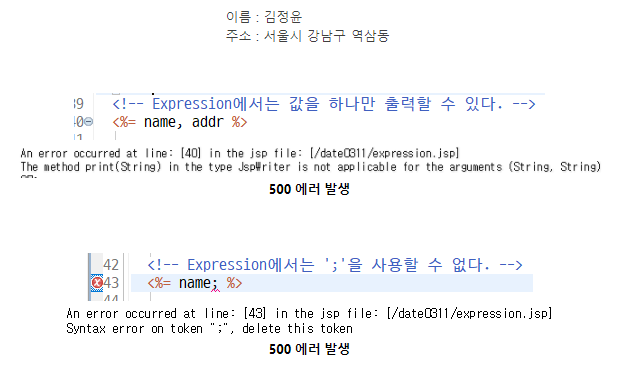 이름 : 김정윤
주소 : 서울시 강남구 역삼동
39 <!-- Expression에서는 값을 하나만 출력할 수 있다. -->
40 <%= name, addr %>
An error occurred at line: [40] in the jsp file: [/date0311/expression.jsp]
The method print(String) in the type JspWriter is not applicable for the arguments (String, String)
500 에러 발생
42 <!-- Expression에서는 ';'을 사용할 수 없다. -->
43 <%= name; %>
An error occurred at line: [43] in the jsp file: [/date0311/expression.jsp]
Syntax error on token ";", delete this token
500 에러 발생